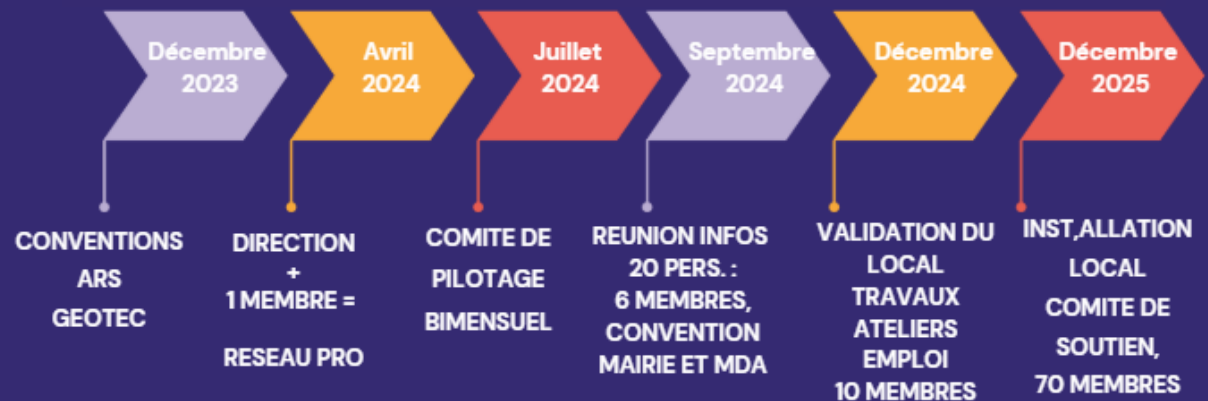 Décembre
2023
Avril
2024
Juillet
2024
Septembre
2024
Décembre
2024
Décembre
2025
CONVENTIONS
ARS
GEOTEC
DIRECTION
+
1 MEMBRE =
RESEAU PRO
COMITE DE
PILOTAGE
BIMENSUEL
REUNION INFOS
20 PERS. :
6 MEMBRES,
CONVENTION
MAIRIE ET MDA
VALIDATION DU
LOCAL
TRAVAUX
ATELIERS
EMPLOI
10 MEMBRES
INST,ALLATION
LOCAL
COMITE DE
SOUTIEN,
70 MEMBRES